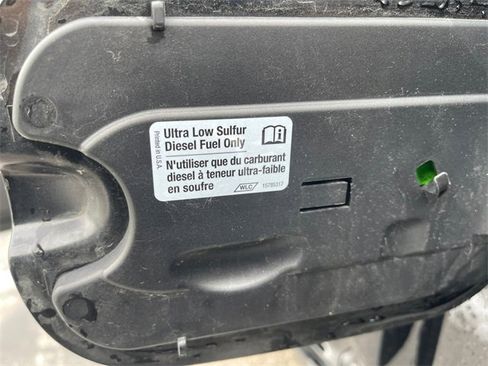 Ultra Low Sulfur
Diesel Fuel Only
N'utiliser que du carburant
diesel à teneur ultra-faible
en soufre
WLC
Printed in U.S.A.